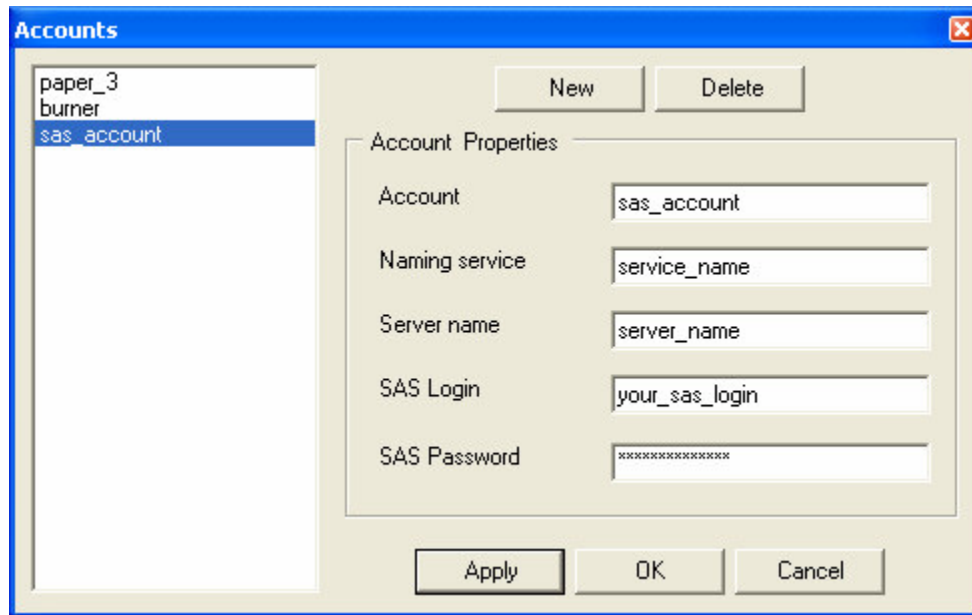 Accounts
paper_3
burner
sas_account
New
Delete
Account Properties
Account
sas_account
Naming service
service_name
Server name
server_name
SAS Login
your_sas_login
SAS Password
**************
Apply
OK
Cancel